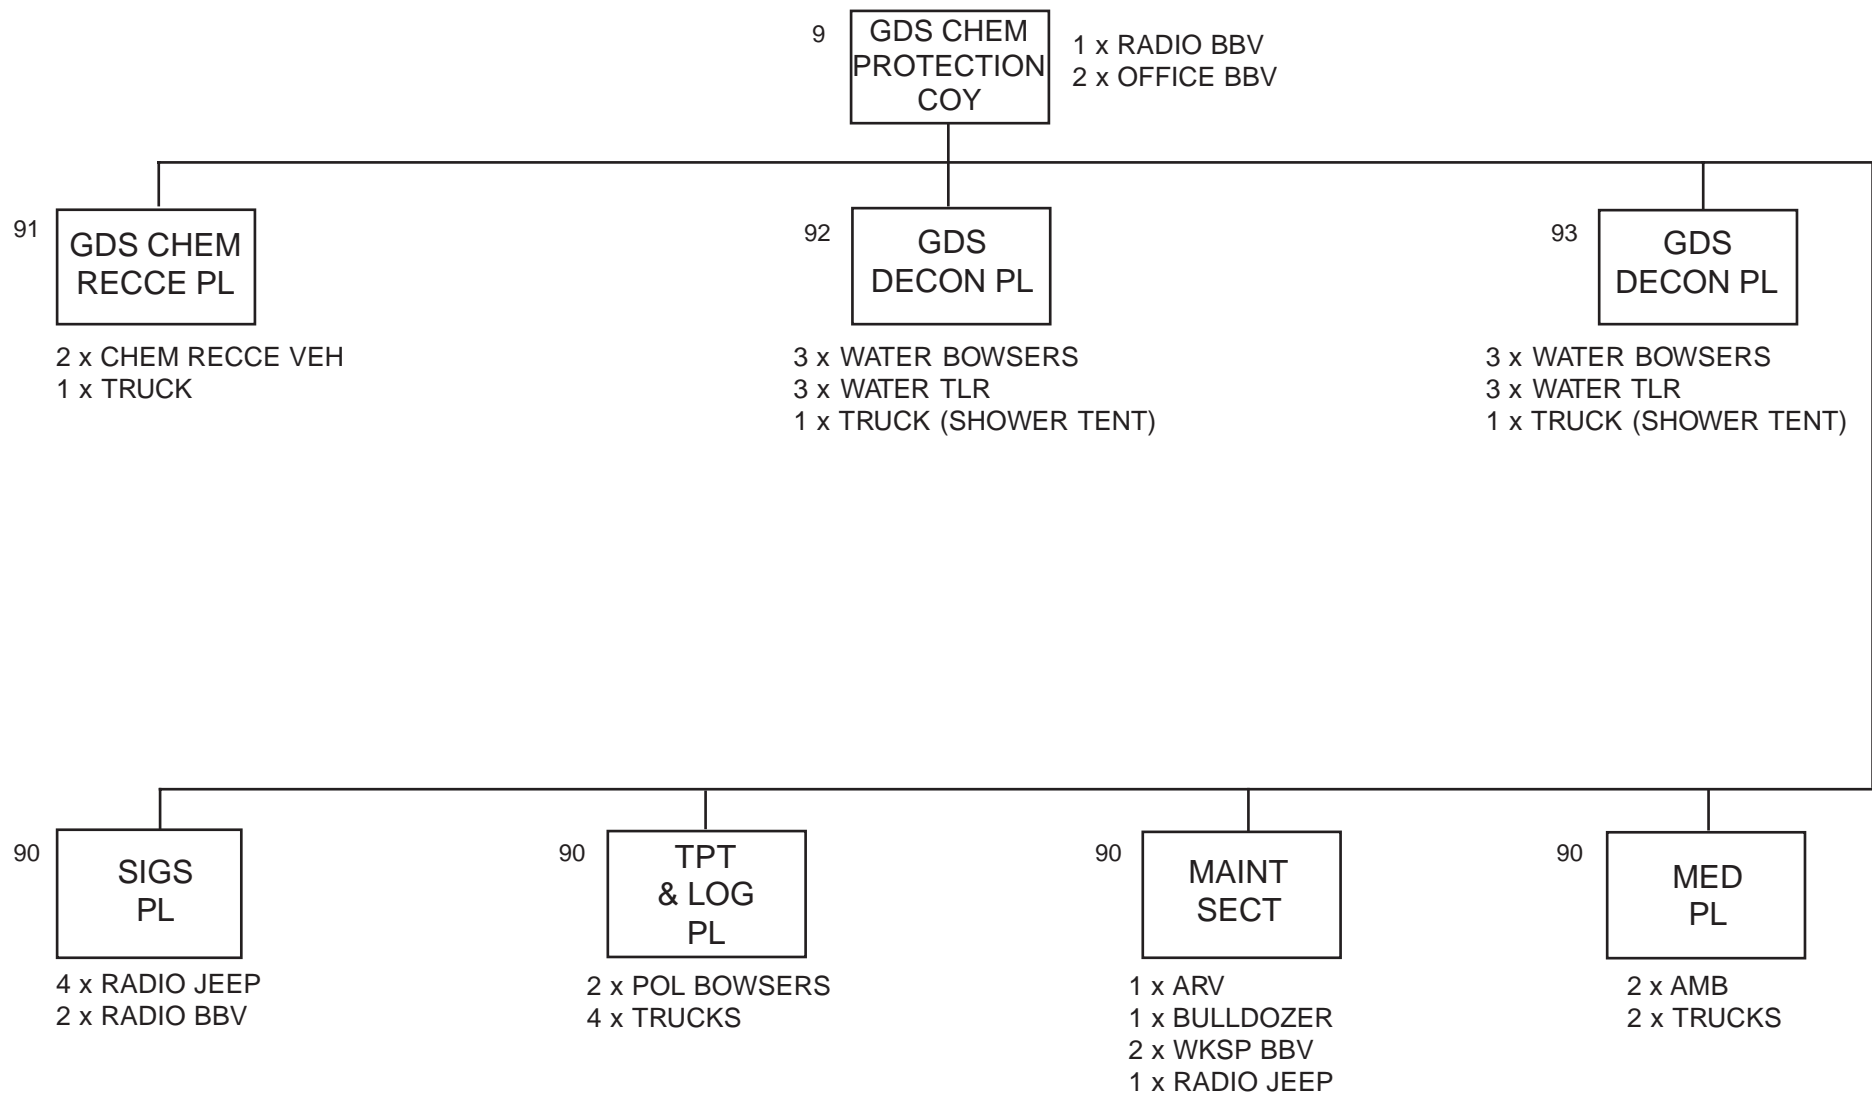 9
GDS CHEM
PROTECTION
COY
1 x RADIO BBV
2 x OFFICE BBV
91
GDS CHEM
RECCE PL
2 x CHEM RECCE VEH
1 x TRUCK
92
GDS
DECON PL
3 x WATER BOWSERS
3 x WATER TLR
1 x TRUCK (SHOWER TENT)
93
GDS
DECON PL
3 x WATER BOWSERS
3 x WATER TLR
1 x TRUCK (SHOWER TENT)
90
SIGS
PL
4 x RADIO JEEP
2 x RADIO BBV
90
TPT
& LOG
PL
2 x POL BOWSERS
4 x TRUCKS
90
MAINT
SECT
1 x ARV
1 x BULLDOZER
2 x WKSP BBV
1 x RADIO JEEP
90
MED
PL
2 x AMB
2 x TRUCKS